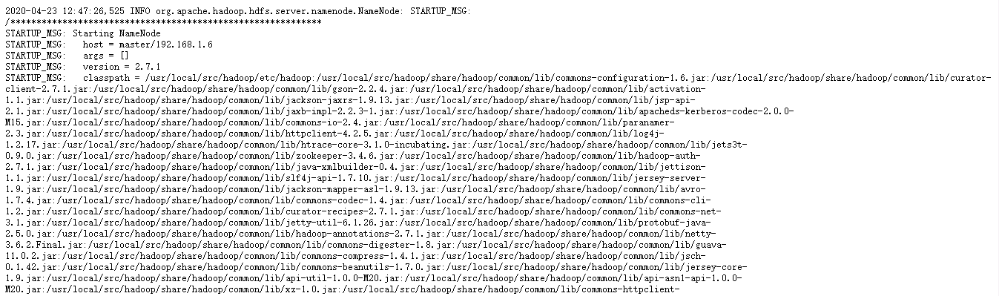 2020-04-23 12:47:26,525 INFO org.apache.hadoop.hdfs.server.namenode.NameNode: STARTUP_MSG:
/************************************************************
STARTUP_MSG: Starting NameNode
STARTUP_MSG:   host = master/192.168.1.6
STARTUP_MSG:   args = []
STARTUP_MSG:   version = 2.7.1
STARTUP_MSG:   classpath = /usr/local/src/hadoop/etc/hadoop:/usr/local/src/hadoop/share/hadoop/common/lib/commons-configuration-1.6.jar:/usr/local/src/hadoop/share/hadoop/common/lib/curator-
client-2.7.1.jar:/usr/local/src/hadoop/share/hadoop/common/lib/gson-2.2.4.jar:/usr/local/src/hadoop/share/hadoop/common/lib/activation-
1.1.jar:/usr/local/src/hadoop/share/hadoop/common/lib/jackson-jaxrs-1.9.13.jar:/usr/local/src/hadoop/share/hadoop/common/lib/jsp-api-
2.1.jar:/usr/local/src/hadoop/share/hadoop/common/lib/jaxb-impl-2.2.3-1.jar:/usr/local/src/hadoop/share/hadoop/common/lib/apacheds-kerberos-codec-2.0.0-
M15.jar:/usr/local/src/hadoop/share/hadoop/common/lib/commons-io-2.4.jar:/usr/local/src/hadoop/share/hadoop/common/lib/paranamer-
2.3.jar:/usr/local/src/hadoop/share/hadoop/common/lib/httpclient-4.2.5.jar:/usr/local/src/hadoop/share/hadoop/common/lib/log4j-
1.2.17.jar:/usr/local/src/hadoop/share/hadoop/common/lib/htrace-core-3.1.0-incubating.jar:/usr/local/src/hadoop/share/hadoop/common/lib/jets3t-
0.9.0.jar:/usr/local/src/hadoop/share/hadoop/common/lib/zookeeper-3.4.6.jar:/usr/local/src/hadoop/share/hadoop/common/lib/hadoop-auth-
2.7.1.jar:/usr/local/src/hadoop/share/hadoop/common/lib/java-xmlbuilder-0.4.jar:/usr/local/src/hadoop/share/hadoop/common/lib/jettison-
1.1.jar:/usr/local/src/hadoop/share/hadoop/common/lib/slf4j-api-1.7.10.jar:/usr/local/src/hadoop/share/hadoop/common/lib/jersey-server-
1.9.jar:/usr/local/src/hadoop/share/hadoop/common/lib/jackson-mapper-asl-1.9.13.jar:/usr/local/src/hadoop/share/hadoop/common/lib/avro-
1.7.4.jar:/usr/local/src/hadoop/share/hadoop/common/lib/commons-codec-1.4.jar:/usr/local/src/hadoop/share/hadoop/common/lib/commons-cli-
1.2.jar:/usr/local/src/hadoop/share/hadoop/common/lib/curator-recipes-2.7.1.jar:/usr/local/src/hadoop/share/hadoop/common/lib/commons-net-
3.1.jar:/usr/local/src/hadoop/share/hadoop/common/lib/jetty-util-6.1.26.jar:/usr/local/src/hadoop/share/hadoop/common/lib/protobuf-java-
2.5.0.jar:/usr/local/src/hadoop/share/hadoop/common/lib/hadoop-annotations-2.7.1.jar:/usr/local/src/hadoop/share/hadoop/common/lib/netty-
3.6.2.Final.jar:/usr/local/src/hadoop/share/hadoop/common/lib/commons-digester-1.8.jar:/usr/local/src/hadoop/share/hadoop/common/lib/guava-
11.0.2.jar:/usr/local/src/hadoop/share/hadoop/common/lib/commons-compress-1.4.1.jar:/usr/local/src/hadoop/share/hadoop/common/lib/jsch-
0.1.42.jar:/usr/local/src/hadoop/share/hadoop/common/lib/commons-beanutils-1.7.0.jar:/usr/local/src/hadoop/share/hadoop/common/lib/jersey-core-
1.9.jar:/usr/local/src/hadoop/share/hadoop/common/lib/api-util-1.0.0-M20.jar:/usr/local/src/hadoop/share/hadoop/common/lib/api-asn1-api-1.0.0-
M20.jar:/usr/local/src/hadoop/share/hadoop/common/lib/xz-1.0.jar:/usr/local/src/hadoop/share/hadoop/common/lib/commons-httpclient-